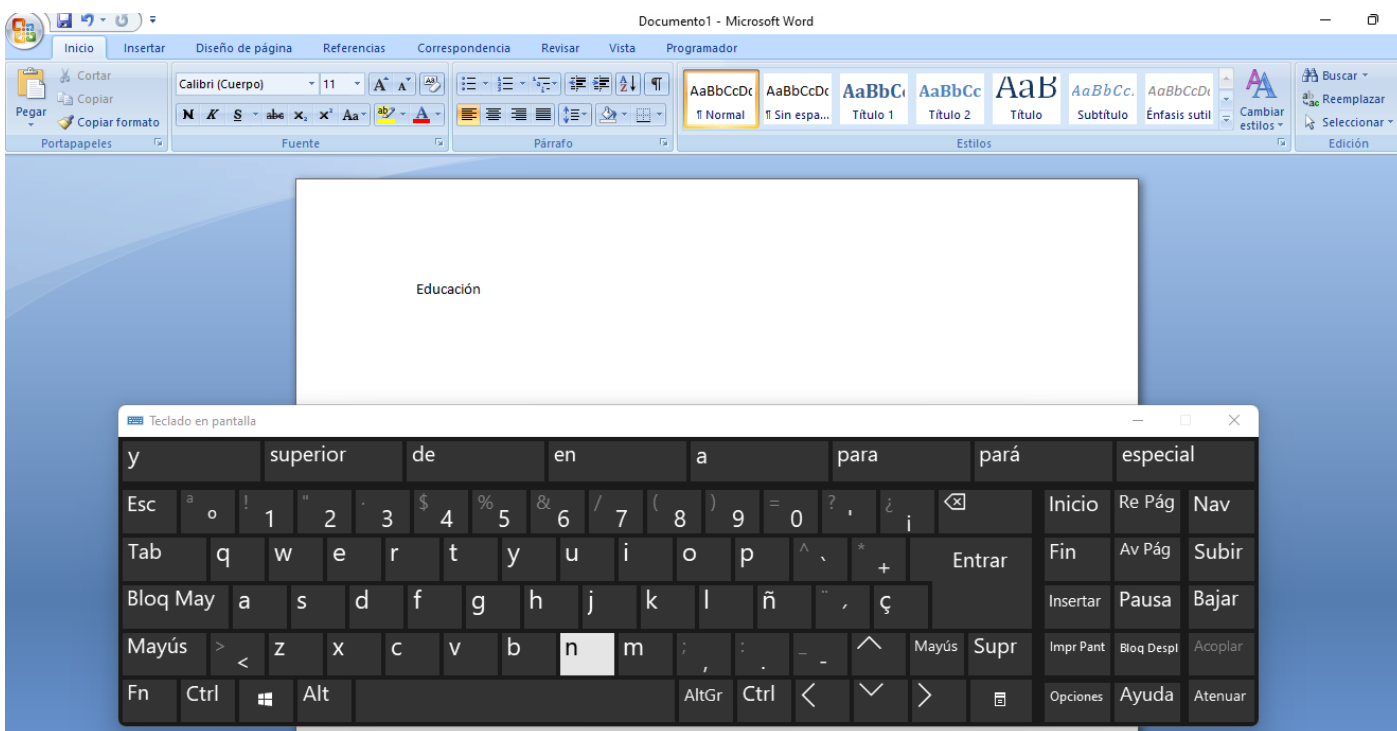 Documento1 - Microsoft Word
Inicio Insertar Diseño de página Referencias Correspondencia Revisar Vista Programador
Pegar
Cortar
Copiar
Copiar formato
Portapapeles
Calibri (Cuerpo) 11
N K S abc x₂ x² Aa ab A
Fuente
Párrafo
AaBbCcDc AaBbCcDc AaBbC AaBbCc AaB AaBbCc. AaBbCcDc
¶ Normal ¶ Sin espa... Título 1 Título 2 Título Subtítulo Énfasis sutil
Cambiar
estilos
Estilos
Buscar
Reemplazar
Seleccionar
Edición
Educación
Teclado en pantalla
y superior de en a para pará especial
Esc ª º ! 1 " 2 · 3 $ 4 % 5 & 6 / 7 ( 8 ) 9 = 0 ? ' ¿ ¡ Inicio Re Pág Nav
Tab q w e r t y u i o p ^ ` * + Entrar Fin Av Pág Subir
Bloq May a s d f g h j k l ñ ¨ ´ ç Insertar Pausa Bajar
Mayús > < z x c v b n m ; , : . _ - Mayús Supr Impr Pant Bloq Despl Acoplar
Fn Ctrl Alt AltGr Ctrl Opciones Ayuda Atenuar